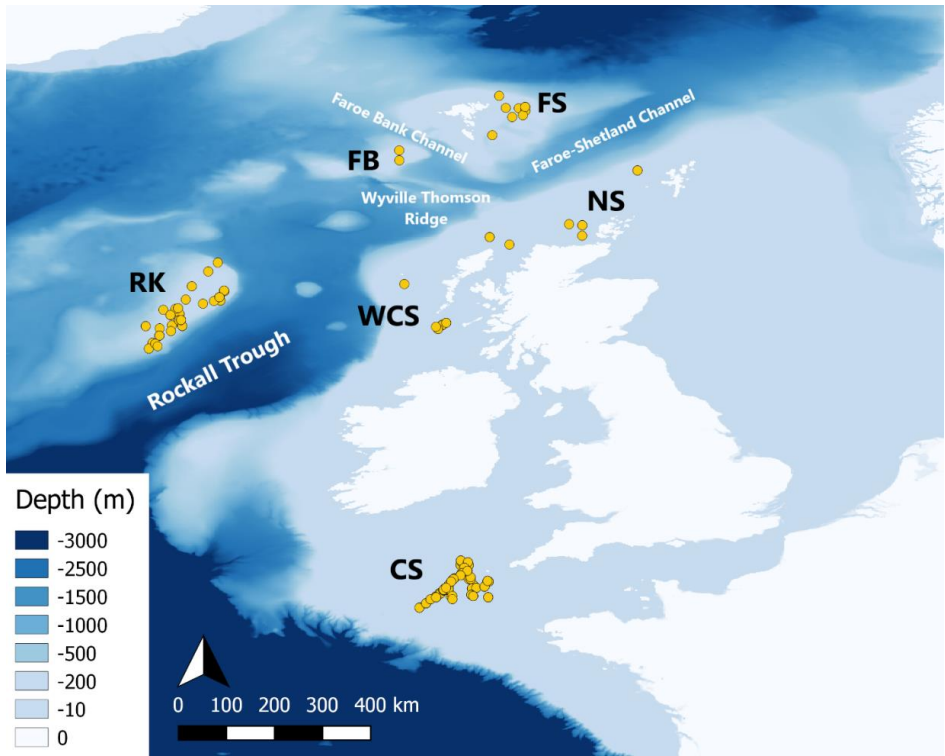 FS
Faroe Bank Channel
Faroe-Shetland Channel
FB
Wyville Thomson
Ridge
NS
RK
WCS
Rockall Trough
CS
Depth (m)
-3000
-2500
-1500
-1000
-500
-200
-10
0
0 100 200 300 400 km